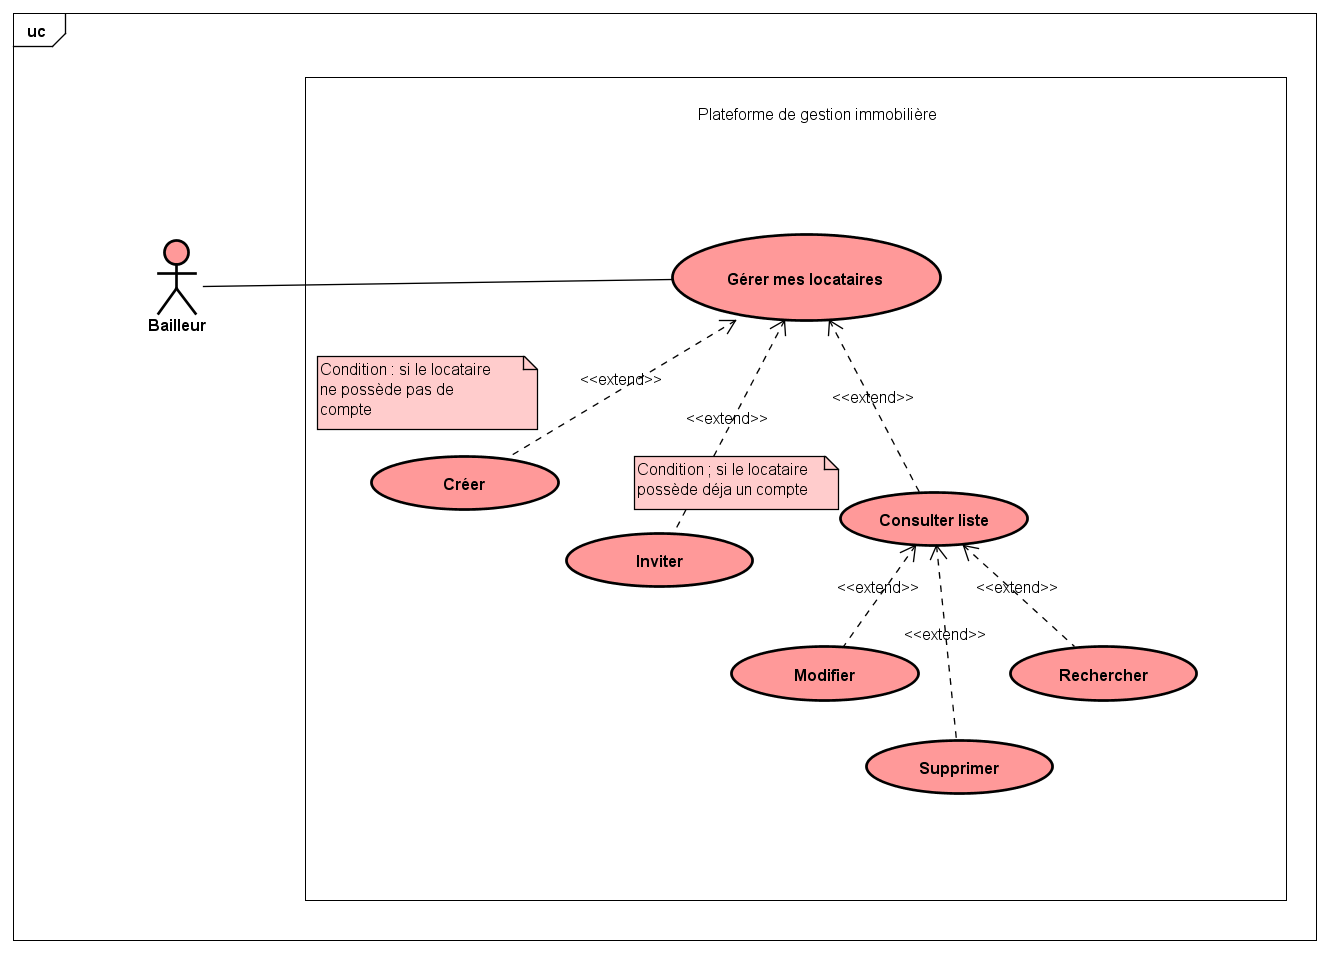 uc
Plateforme de gestion immobilière
Gérer mes locataires
Bailleur
Condition : si le locataire
ne possède pas de
compte
<<extend>>
<<extend>>
<<extend>>
Condition ; si le locataire
possède déja un compte
Créer
Consulter liste
Inviter
<<extend>>
<<extend>>
<<extend>>
Modifier
Rechercher
Supprimer